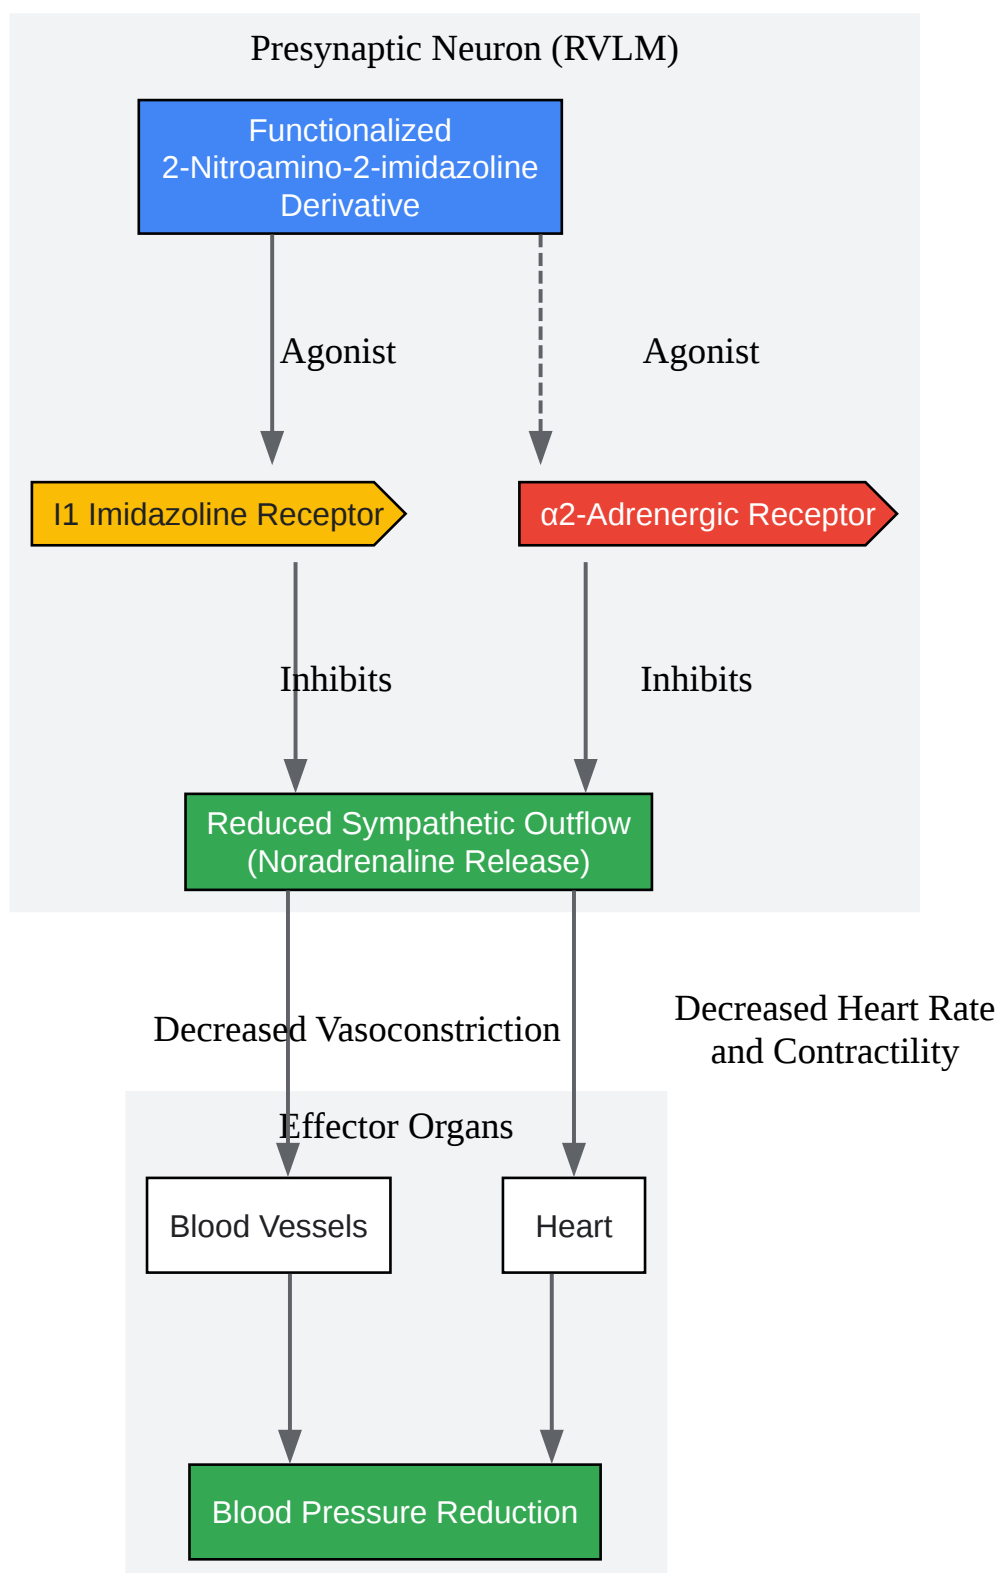 Presynaptic Neuron (RVLM)
Functionalized
2-Nitroamino-2-imidazoline
Derivative
Agonist
Agonist
I1 Imidazoline Receptor
α2-Adrenergic Receptor
Inhibits
Inhibits
Reduced Sympathetic Outflow
(Noradrenaline Release)
Decreased Vasoconstriction
Decreased Heart Rate
and Contractility
Effector Organs
Blood Vessels
Heart
Blood Pressure Reduction